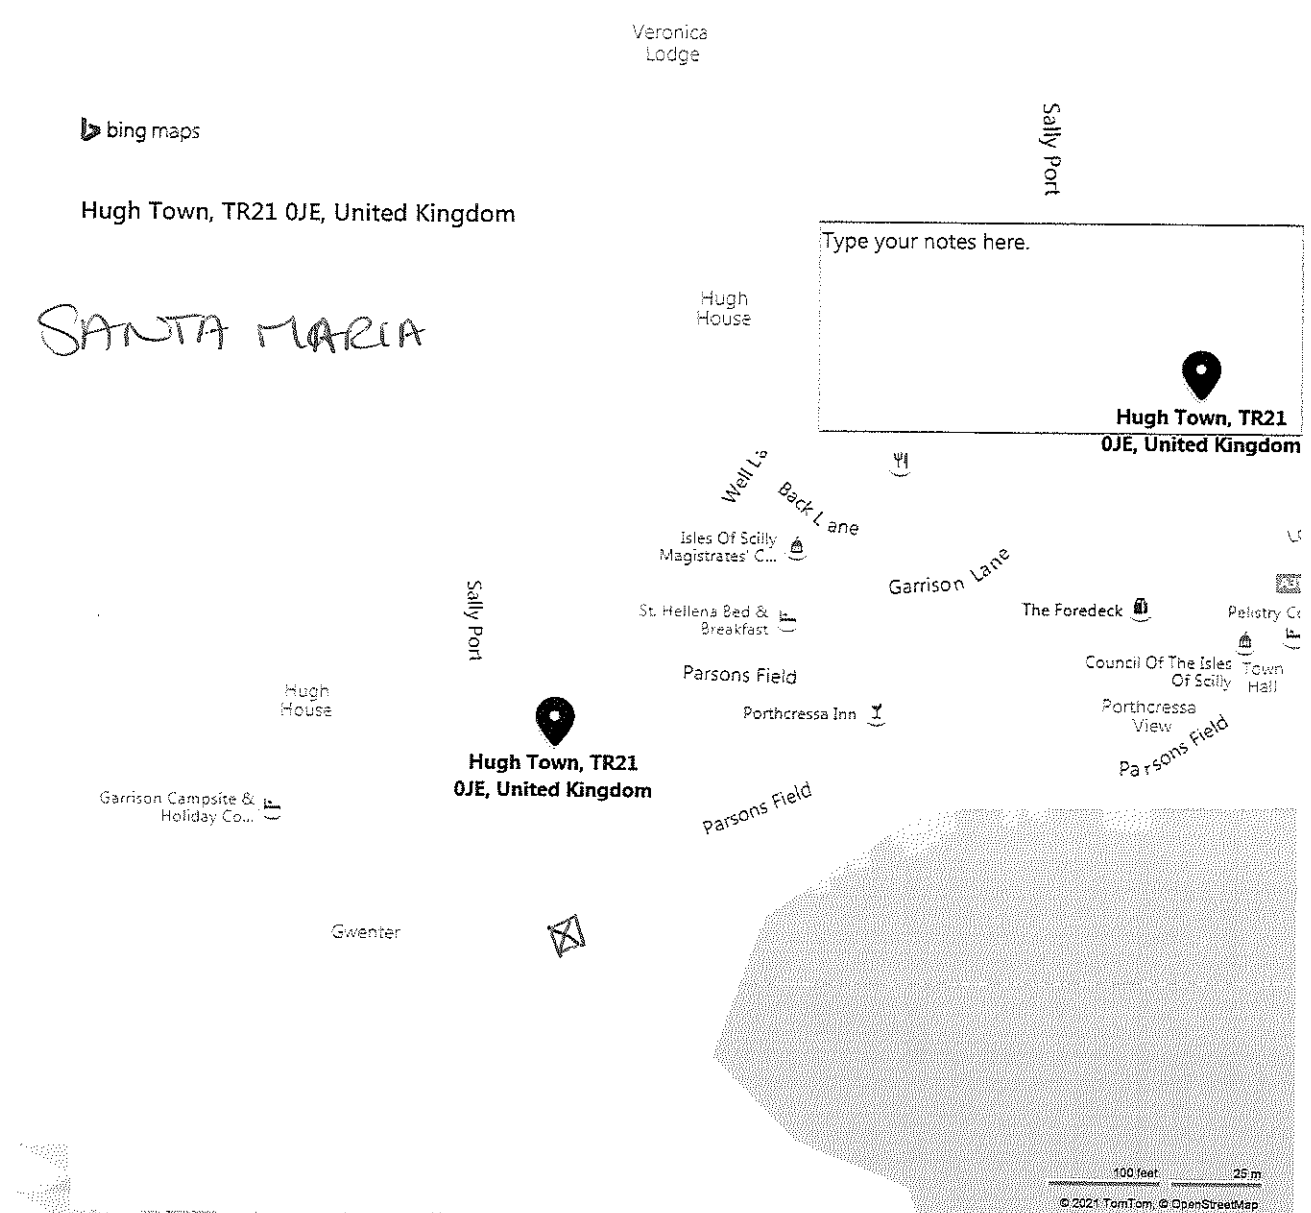 Veronica
Lodge
bing maps
Sally Port
Hugh Town, TR21 0JE, United Kingdom
Type your notes here.
Hugh
House
SANTA MARIA
Hugh Town, TR21
0JE, United Kingdom
Well La
Back Lane
Isles Of Scilly
Magistrates' C...
Garrison Lane
Sally Port
St. Hellena Bed &
Breakfast
The Foredeck
Pelistry Co
Parsons Field
Council Of The Isles
Of Scilly
Town
Hall
Hugh
House
Porthcressa Inn
Porthcressa
View
Parsons Field
Hugh Town, TR21
0JE, United Kingdom
Garrison Campsite &
Holiday Co...
Parsons Field
Gwenter
100 feet
25 m
© 2021 TomTom, © OpenStreetMap